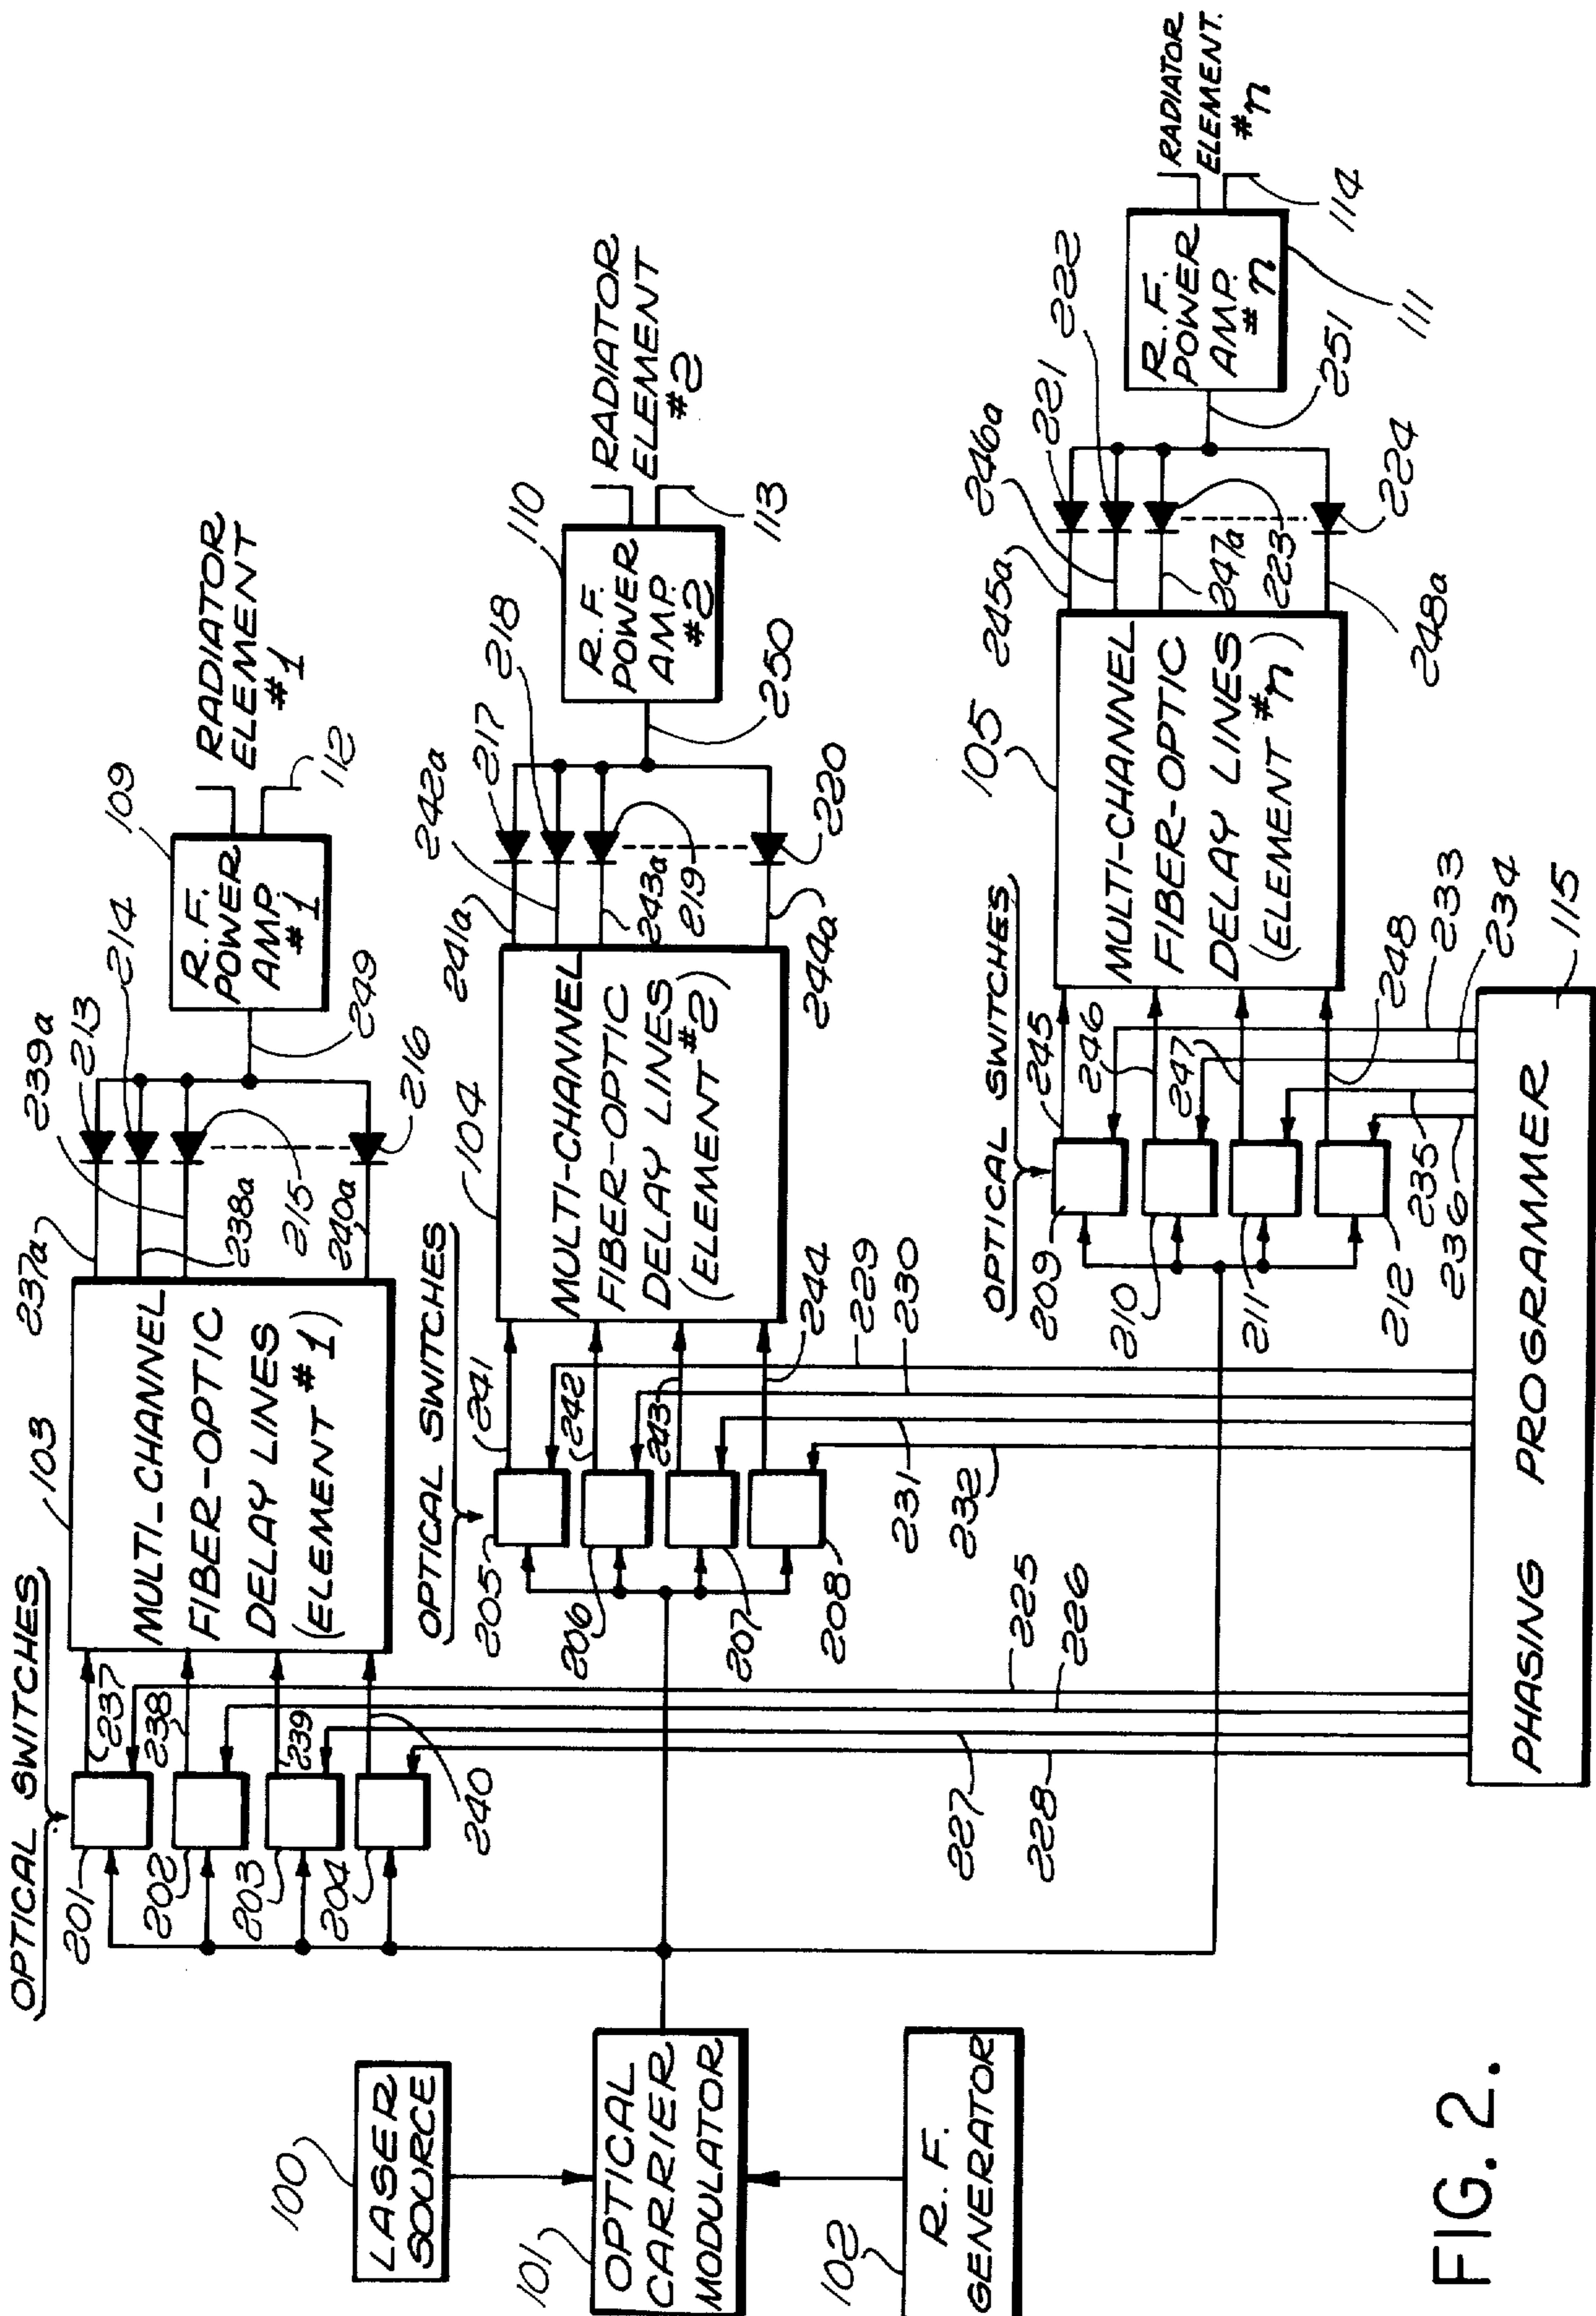 OPTICAL SWITCHES
201
202
203
204
237
238
239
240
103
MULTI-CHANNEL
FIBER-OPTIC
DELAY LINES
(ELEMENT #1)
237a
238a
239a
240a
213
214
215
216
249
109
R.F.
POWER
AMP.
#1
112
RADIATOR
ELEMENT
#1
100
LASER
SOURCE
101
OPTICAL
CARRIER
MODULATOR
102
R.F.
GENERATOR
OPTICAL SWITCHES
205
206
207
208
241
242
243
244
104
MULTI-CHANNEL
FIBER-OPTIC
DELAY LINES
(ELEMENT #2)
241a
242a
243a
244a
217
218
219
220
250
110
R.F.
POWER
AMP.
#2
113
RADIATOR
ELEMENT
#2
225
226
227
228
229
230
231
232
OPTICAL SWITCHES
209
210
211
212
245
246
247
248
105
MULTI-CHANNEL
FIBER-OPTIC
DELAY LINES
(ELEMENT #n)
245a
246a
247a
248a
221
222
223
224
251
R.F.
POWER
AMP.
#n
111
114
RADIATOR
ELEMENT.
#n
233
234
235
236
115
PHASING PROGRAMMER
FIG. 2.